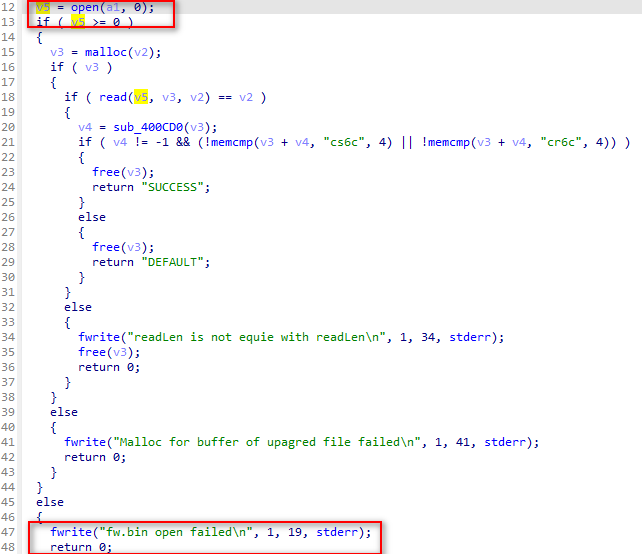 12 v5 = open(a1, 0);
13 if ( v5 >= 0 )
14 {
15 v3 = malloc(v2);
16 if ( v3 )
17 {
18 if ( read(v5, v3, v2) == v2 )
19 {
20 v4 = sub_400CD0(v3);
21 if ( v4 != -1 && (!memcmp(v3 + v4, "cs6c", 4) || !memcmp(v3 + v4, "cr6c", 4)) )
22 {
23 free(v3);
24 return "SUCCESS";
25 }
26 else
27 {
28 free(v3);
29 return "DEFAULT";
30 }
31 }
32 else
33 {
34 fwrite("readLen is not equie with readLen\n", 1, 34, stderr);
35 free(v3);
36 return 0;
37 }
38 }
39 else
40 {
41 fwrite("Malloc for buffer of upagred file failed\n", 1, 41, stderr);
42 return 0;
43 }
44 }
45 else
46 {
47 fwrite("fw.bin open failed\n", 1, 19, stderr);
48 return 0;